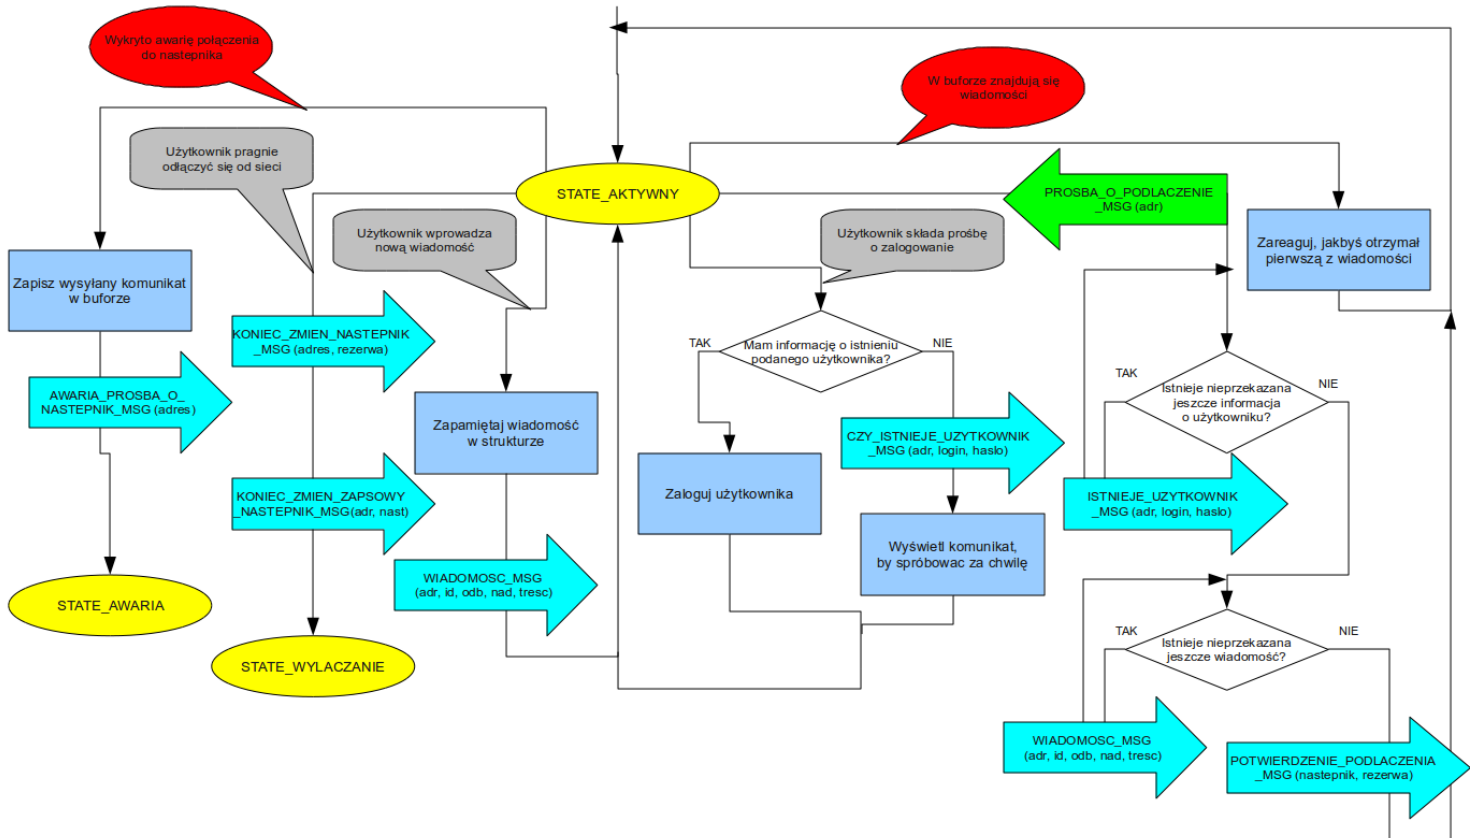 Wykryto awarię połączenia
do nastepnika
W buforze znajdują się
wiadomości
Użytkownik pragnie
odłączyć się od sieci
STATE_AKTYWNY
PROSBA_O_PODLACZENIE
_MSG (adr)
Użytkownik wprowadza
nową wiadomość
Użytkownik składa prośbę
o zalogowanie
Zareaguj, jakbyś otrzymał
pierwszą z wiadomości
Zapisz wysyłany komunikat
w buforze
KONIEC_ZMIEN_NASTEPNIK
_MSG (adres, rezerwa)
TAK
Mam informację o istnieniu
podanego użytkownika?
NIE
AWARIA_PROSBA_O_
NASTEPNIK_MSG (adres)
TAK
Istnieje nieprzekazana
jeszcze informacja
o użytkowniku?
NIE
Zapamiętaj wiadomość
w strukturze
CZY_ISTNIEJE_UZYTKOWNIK
_MSG (adr, login, haslo)
Zaloguj użytkownika
KONIEC_ZMIEN_ZAPSOWY
_NASTEPNIK_MSG(adr, nast)
ISTNIEJE_UZYTKOWNIK
_MSG (adr, login, haslo)
Wyświetl komunikat,
by spróbowac za chwilę
WIADOMOSC_MSG
(adr, id, odb, nad, tresc)
STATE_AWARIA
TAK
Istnieje nieprzekazana
jeszcze wiadomość?
NIE
STATE_WYLACZANIE
WIADOMOSC_MSG
(adr, id, odb, nad, tresc)
POTWIERDZENIE_PODLACZENIA
_MSG (nastepnik, rezerwa)